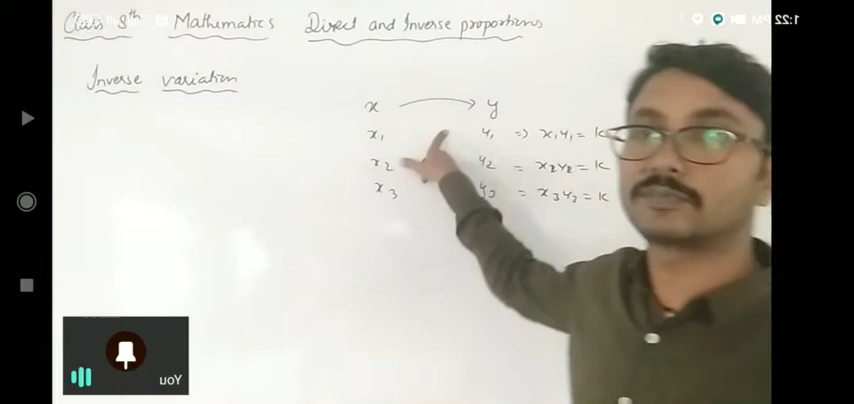 Class 8th Mathematics Direct and Inverse proportions
1:22 PM
Inverse variation
x → y
x₁ y₁ => x₁y₁ = k
x₂ y₂ = x₂y₂ = k
x₃ y₃ = x₃y₃ = k
You